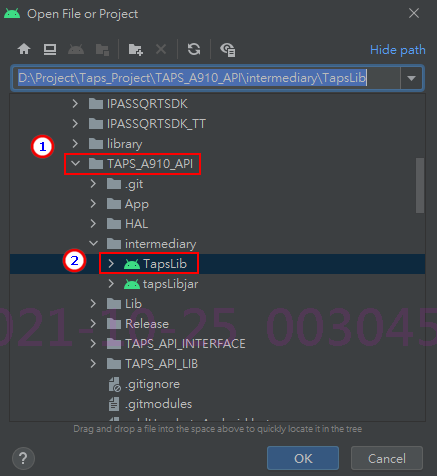 Open File or Project
Hide path
D:\Project\Taps_Project\TAPS_A910_API\intermediary\TapsLib
IPASSQRTSDK
IPASSQRTSDK_TT
library
1
TAPS_A910_API
.git
App
HAL
intermediary
2
TapsLib
tapsLibjar
Lib
021-10-25 003045
Release
TAPS_API_INTERFACE
TAPS_API_LIB
.gitignore
.gitmodules
Drag and drop a file into the space above to quickly locate it in the tree
?
OK
Cancel